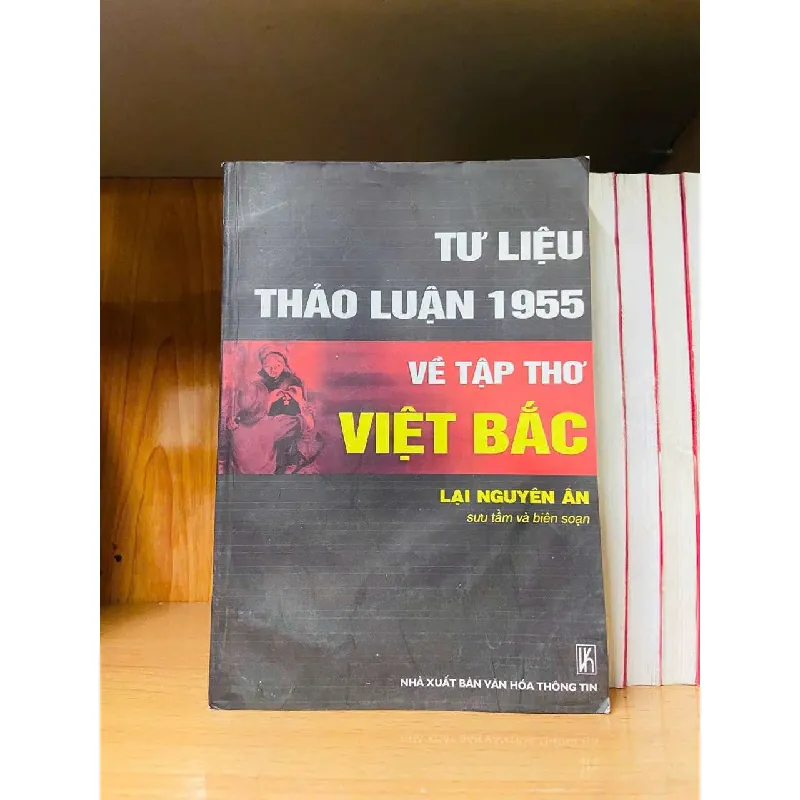 TƯ LIỆU
THẢO LUẬN 1955
VỀ TẬP THƠ
VIỆT BẮC
LẠI NGUYÊN ÂN
sưu tầm và biên soạn
NHÀ XUẤT BẢN VĂN HÓA THÔNG TIN